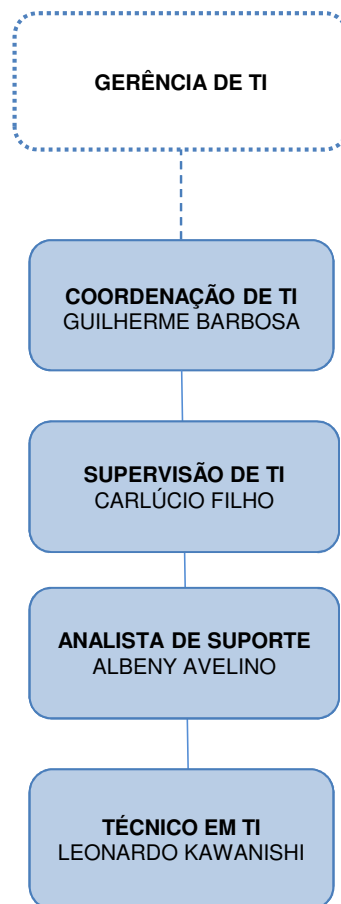 GERÊNCIA DE TI
COORDENAÇÃO DE TI
GUILHERME BARBOSA
SUPERVISÃO DE TI
CARLÚCIO FILHO
ANALISTA DE SUPORTE
ALBENY AVELINO
TÉCNICO EM TI
LEONARDO KAWANISHI